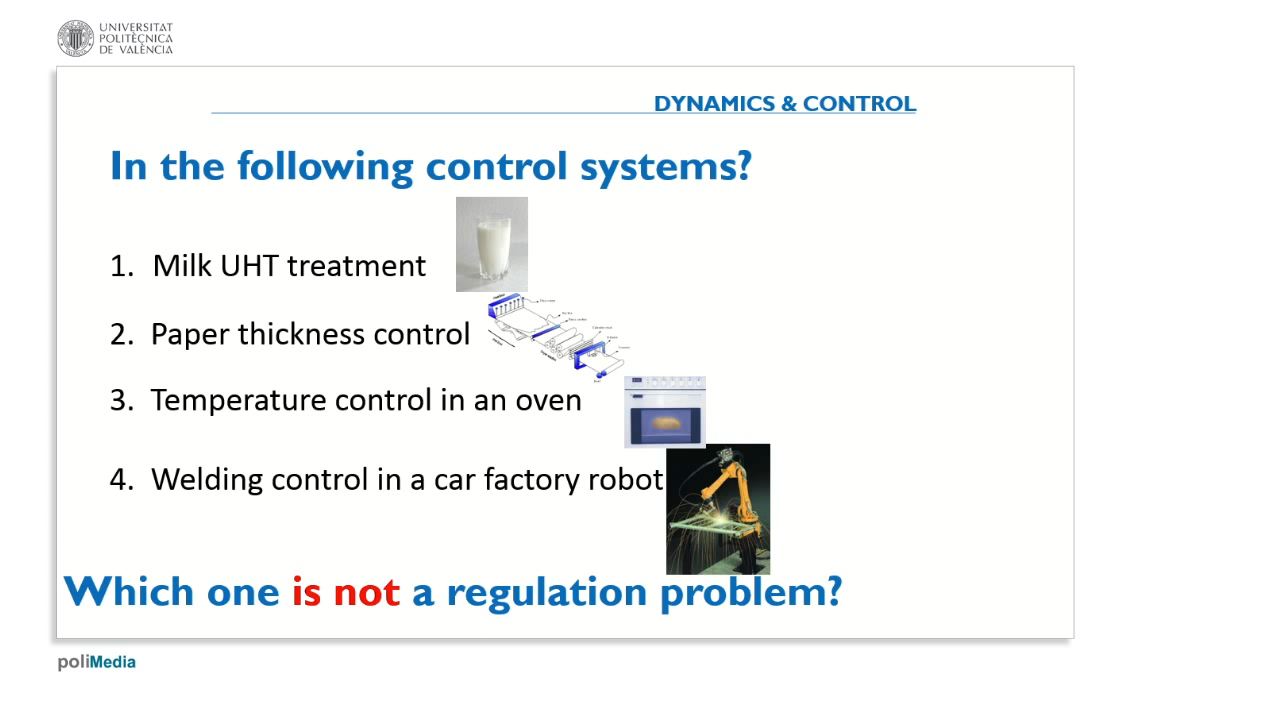 UNIVERSITAT
POLITÈCNICA
DE VALÈNCIA
DYNAMICS & CONTROL
In the following control systems?
1. Milk UHT treatment
2. Paper thickness control
3. Temperature control in an oven
4. Welding control in a car factory robot
Which one is not a regulation problem?
poliMedia